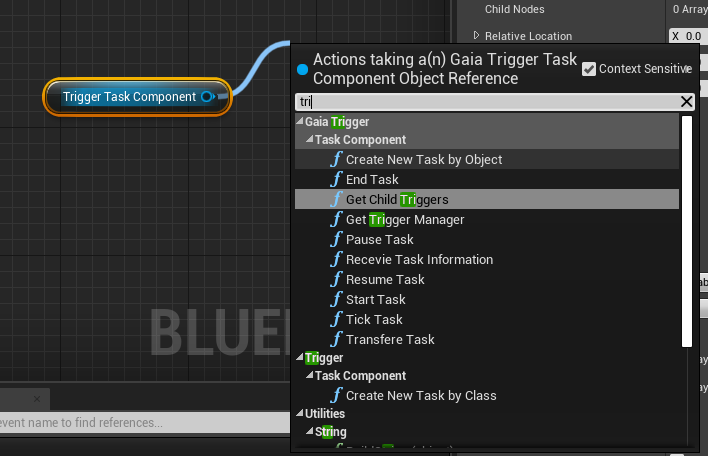 Child Nodes
0 Array
Relative Location
X 0.0
Trigger Task Component
Actions taking a(n) Gaia Trigger Task
Component Object Reference
Context Sensitive
tri
Gaia Trigger
Task Component
Create New Task by Object
End Task
Get Child Triggers
Get Trigger Manager
Pause Task
Recevie Task Information
Resume Task
Start Task
Tick Task
Transfere Task
Trigger
Task Component
Create New Task by Class
Utilities
String
BLUE
event name to find references...